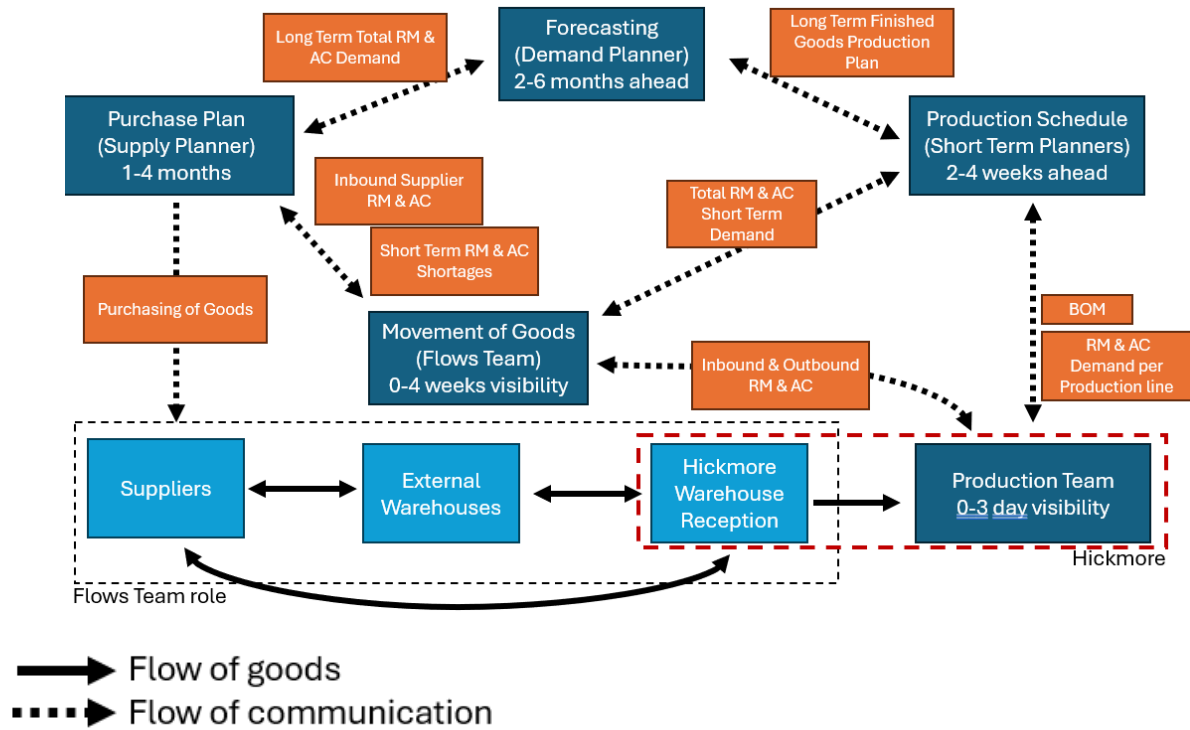 Forecasting
(Demand Planner)
2-6 months ahead
Long Term Total RM &
AC Demand
Long Term Finished
Goods Production
Plan
Purchase Plan
(Supply Planner)
1-4 months
Production Schedule
(Short Term Planners)
2-4 weeks ahead
Inbound Supplier
RM & AC
Short Term RM & AC
Shortages
Total RM & AC
Short Term
Demand
Purchasing of Goods
Movement of Goods
(Flows Team)
0-4 weeks visibility
Inbound & Outbound
RM & AC
BOM
RM & AC
Demand per
Production line
Suppliers
External
Warehouses
Hickmore
Warehouse
Reception
Production Team
0-3 day visibility
Hickmore
Flows Team role
Flow of goods
Flow of communication